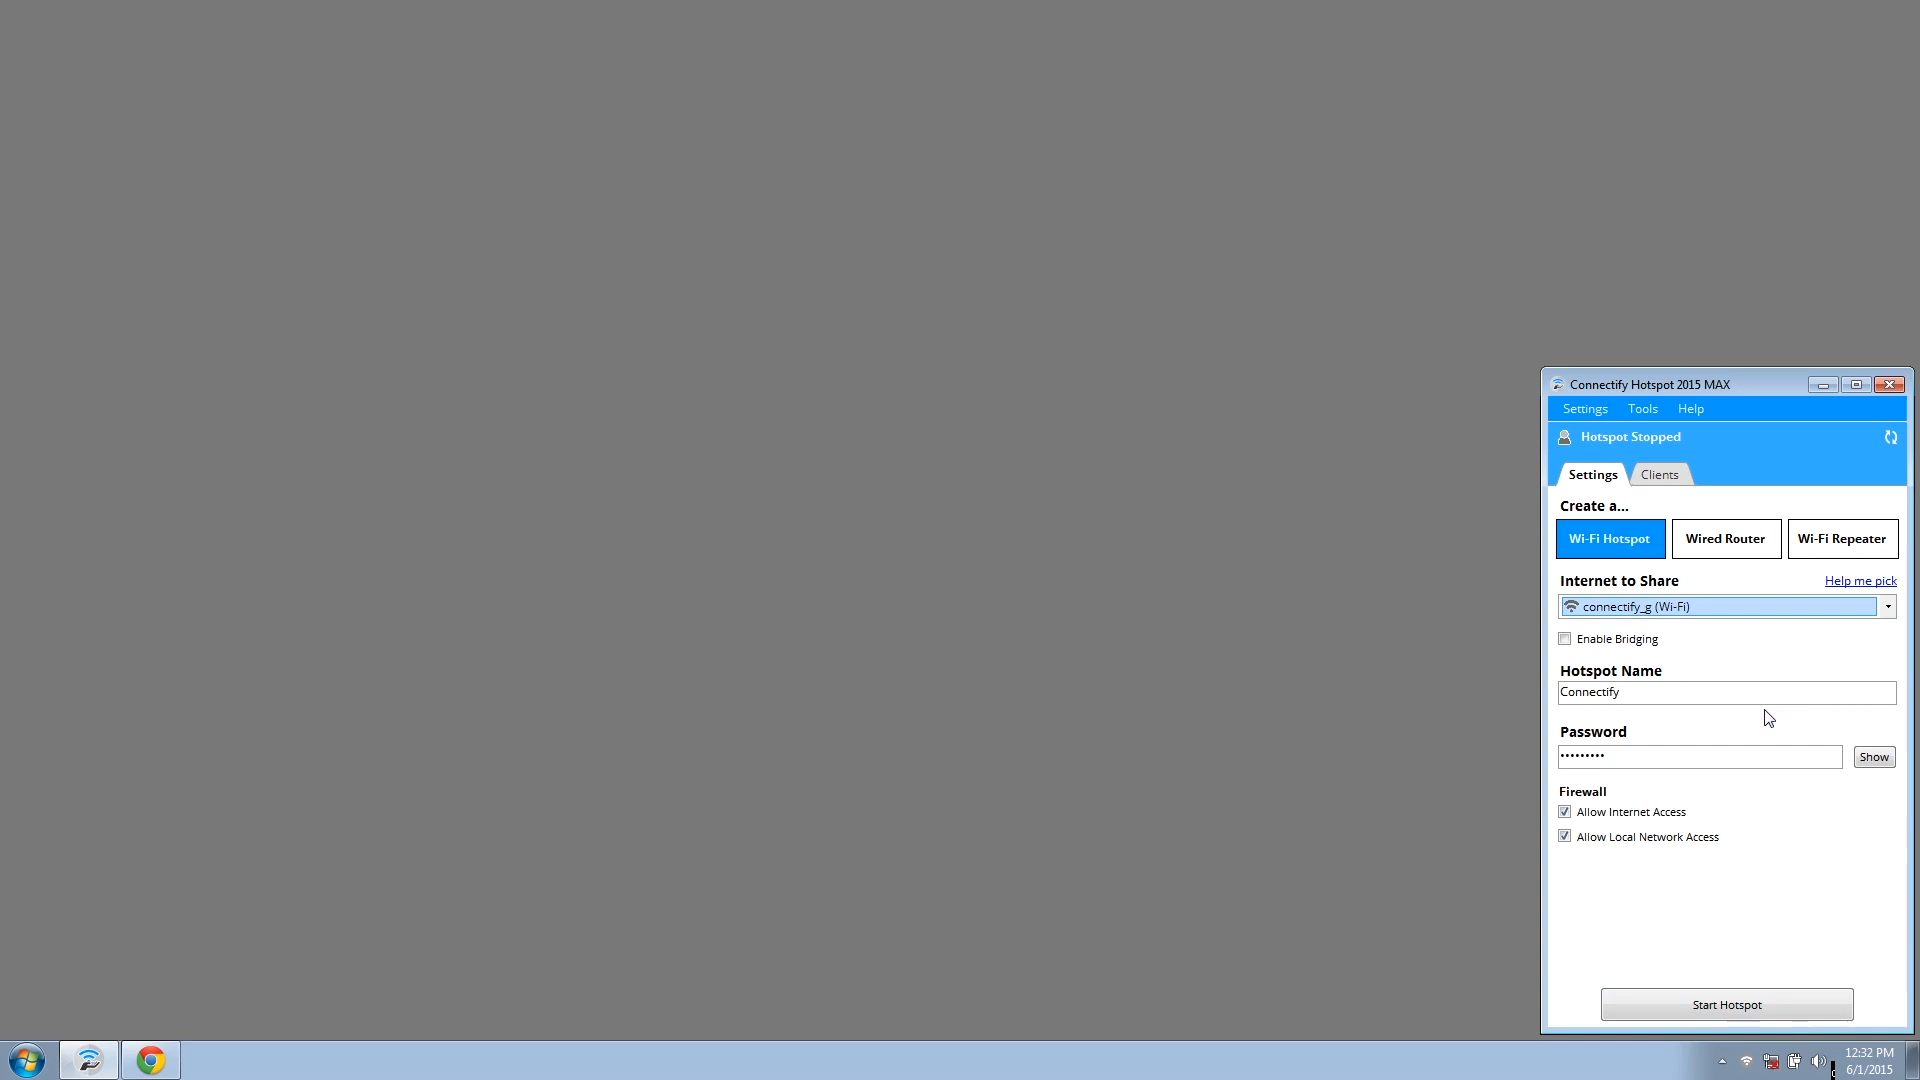 Connectify Hotspot 2015 MAX
Settings Tools Help
Hotspot Stopped
Settings Clients
Create a...
Wi-Fi Hotspot Wired Router Wi-Fi Repeater
Internet to Share Help me pick
connectify_g (Wi-Fi)
Enable Bridging
Hotspot Name
Connectify
Password
•••••••••
Show
Firewall
Allow Internet Access
Allow Local Network Access
Start Hotspot
12:32 PM
6/1/2015